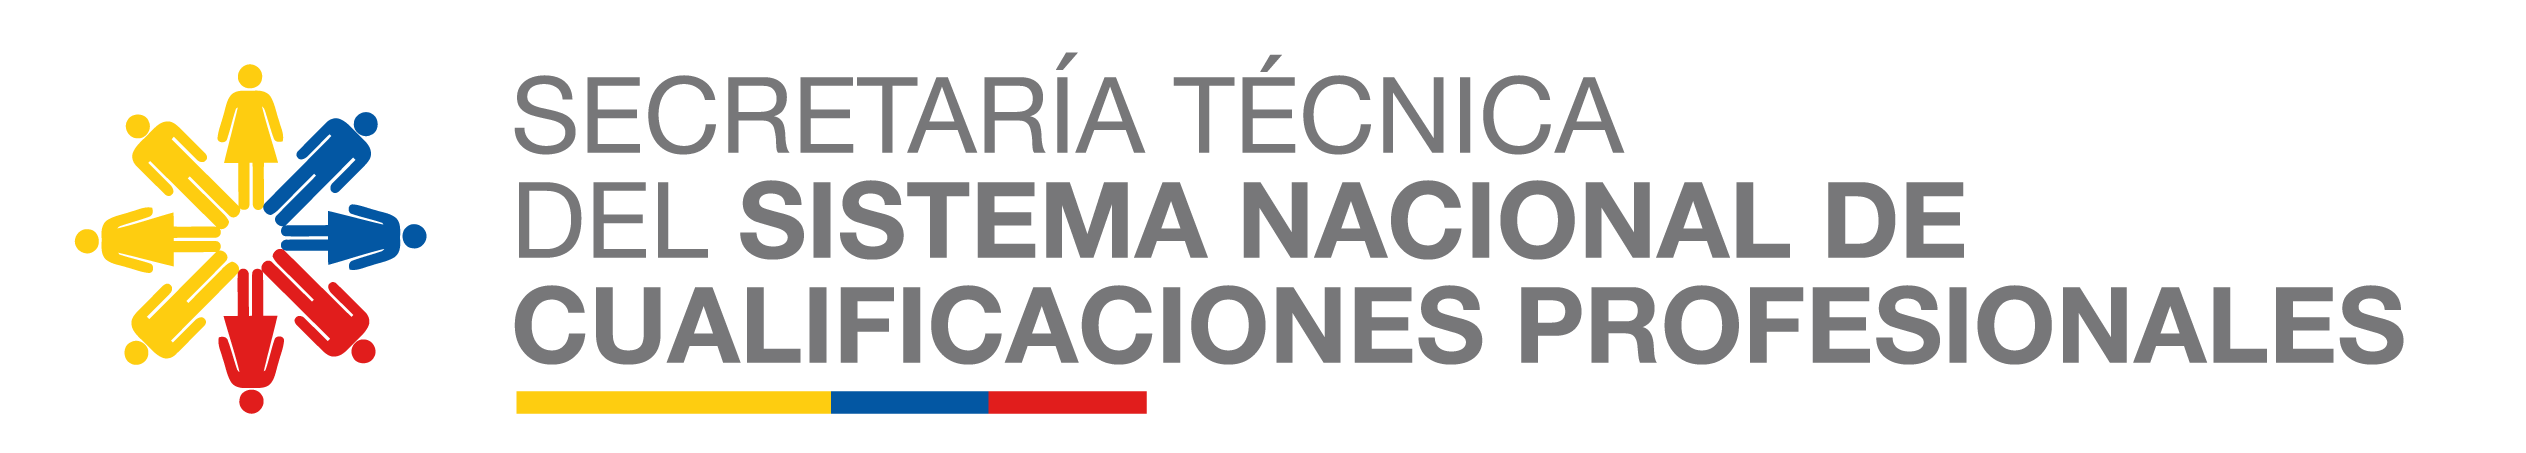 SECRETARÍA TÉCNICA
DEL SISTEMA NACIONAL DE
CUALIFICACIONES PROFESIONALES